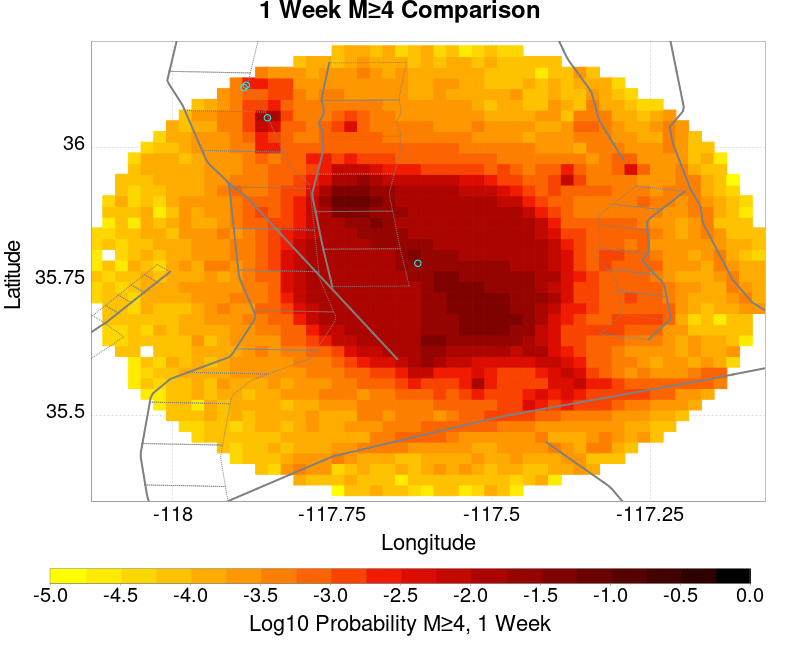 1 Week M≥4 Comparison
Latitude
36
35.75
35.5
-118 -117.75 -117.5 -117.25
Longitude
-5.0 -4.5 -4.0 -3.5 -3.0 -2.5 -2.0 -1.5 -1.0 -0.5 0.0
Log10 Probability M≥4, 1 Week